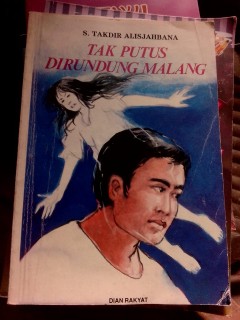 S. TAKDIR ALISJAHBANA
TAK PUTUS
DIRUNDUNG MALANG
DIAN RAKYAT